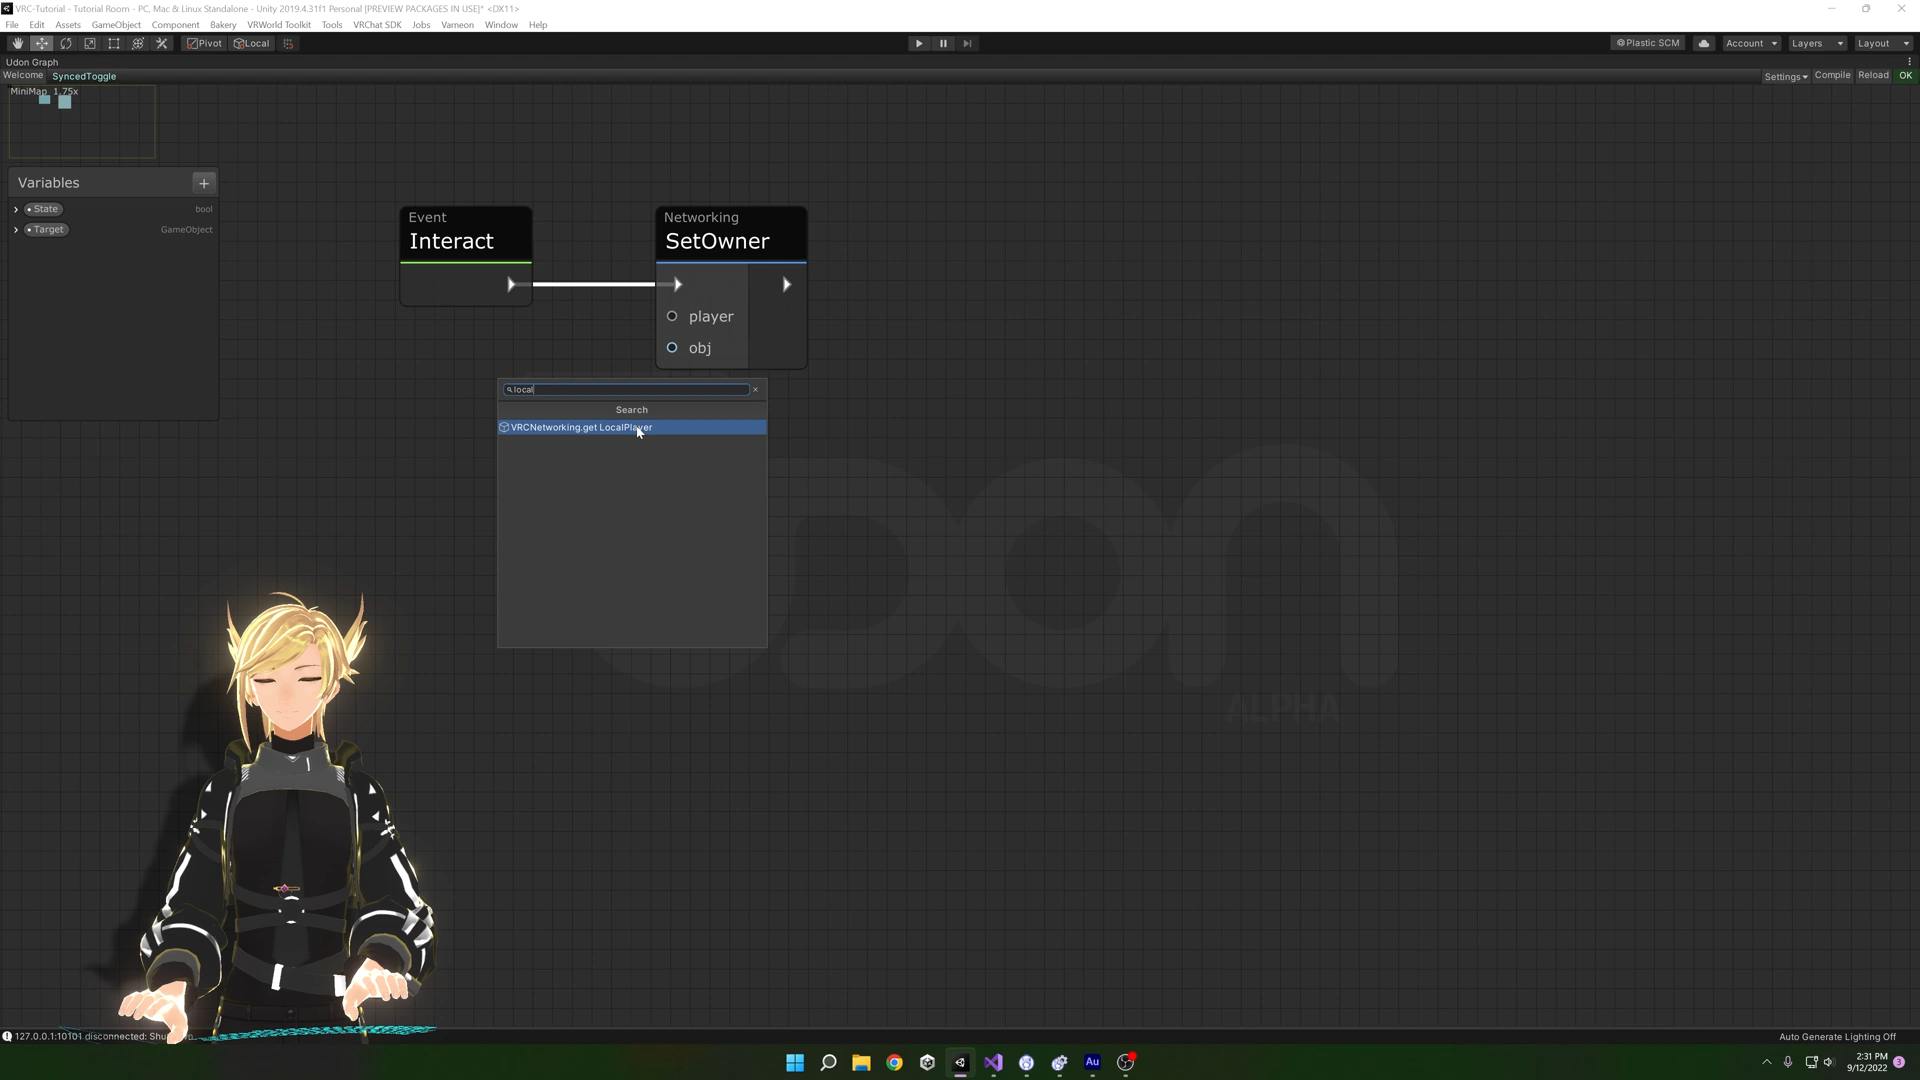 VRC-Tutorial - Tutorial Room - PC, Mac & Linux Standalone - Unity 2019.4.31f1 Personal [PREVIEW PACKAGES IN USE]* <DX11>
File Edit Assets GameObject Component Bakery VRWorld Toolkit Tools VRChat SDK Jobs Varneon Window Help
Pivot Local Plastic SCM Account Layers Layout
Udon Graph
Welcome SyncedToggle Settings Compile Reload OK
MiniMap 1.75x
Variables +
State bool
Target GameObject
Event
Interact
Networking
SetOwner
player
obj
local
Search
VRCNetworking.get LocalPlayer
udon
ALPHA
127.0.0.1:10101 disconnected: Auto Generate Lighting Off
Au
2:31 PM
9/12/2022 3